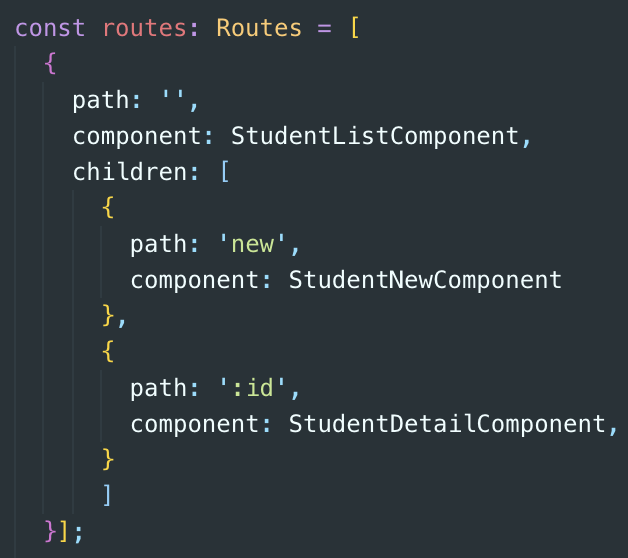 const routes: Routes = [
  {
    path: '',
    component: StudentListComponent,
    children: [
      {
        path: 'new',
        component: StudentNewComponent
      },
      {
        path: ':id',
        component: StudentDetailComponent,
      }
      ]
  }];